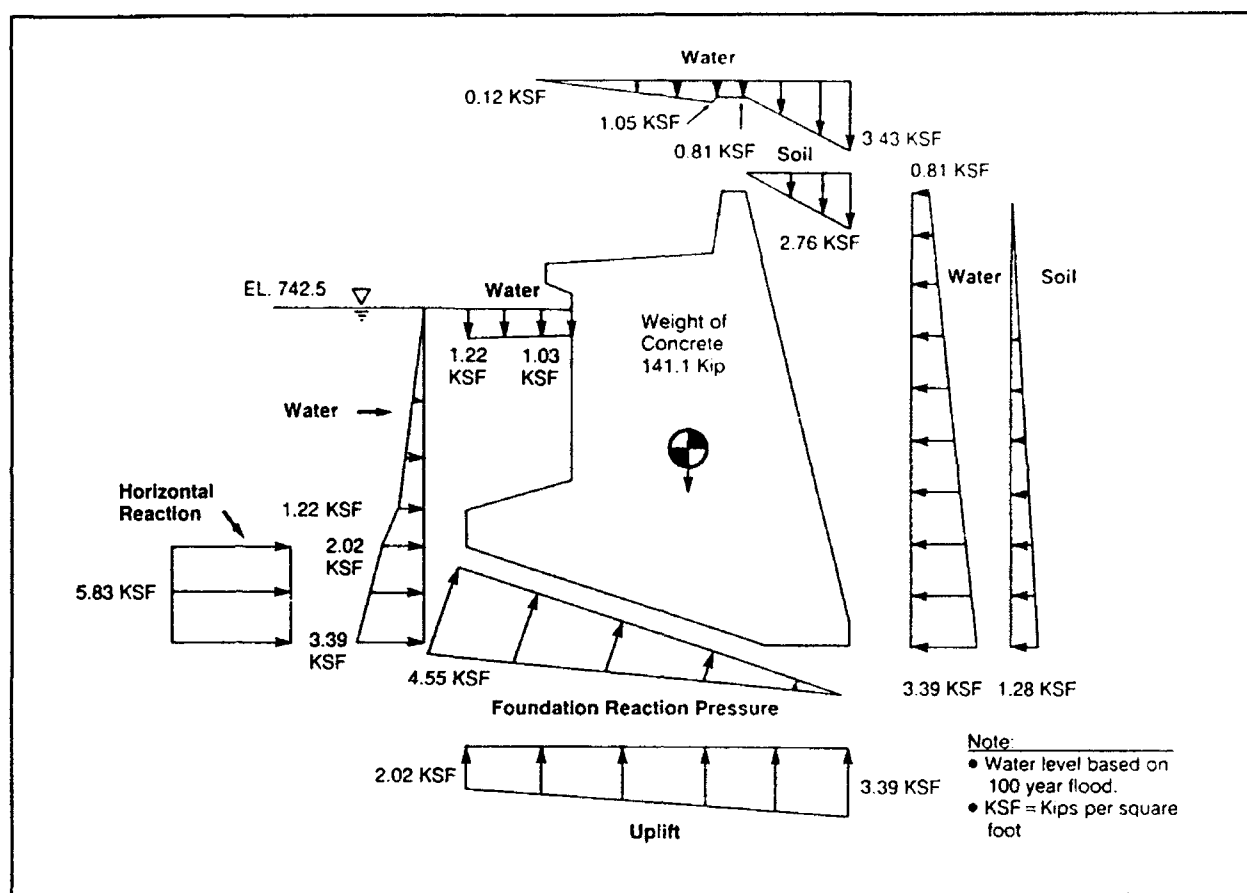 Water
0.12 KSF
1.05 KSF
0.81 KSF
3.43 KSF
Soil
0.81 KSF
2.76 KSF
EL. 742.5
Water
Water
Soil
Weight of
Concrete
141.1 Kip
1.22
KSF
1.03
KSF
Water
Horizontal
Reaction
1.22 KSF
2.02
KSF
5.83 KSF
3.39
KSF
4.55 KSF
3.39 KSF
1.28 KSF
Foundation Reaction Pressure
Note:
• Water level based on
100 year flood.
• KSF = Kips per square
foot
2.02 KSF
3.39 KSF
Uplift